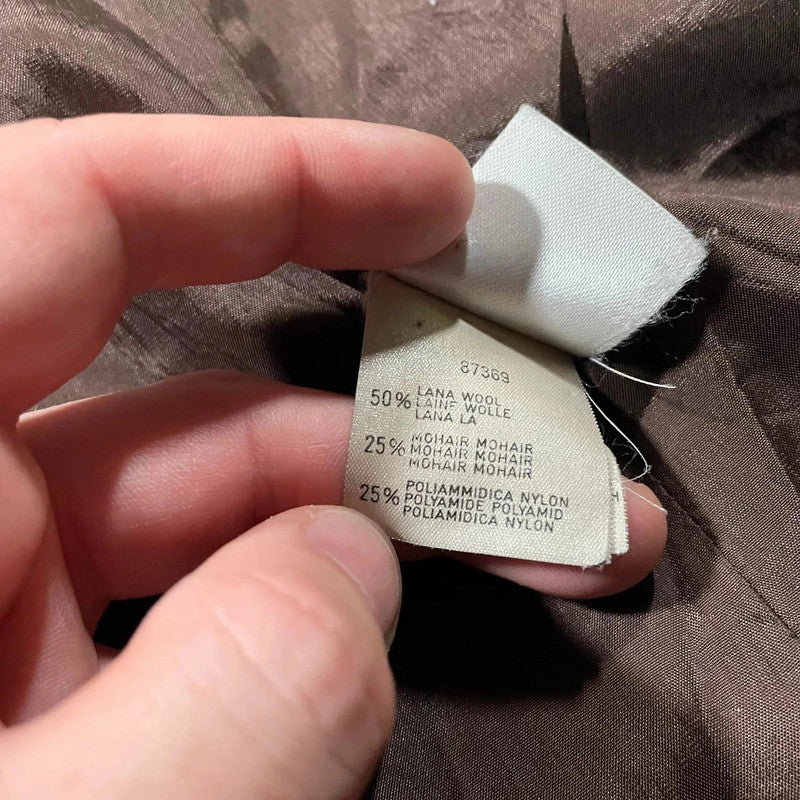 87369
50% LANA WOOL
LAINE WOLLE
LANA LA
25% MOHAIR MOHAIR
MOHAIR MOHAIR
MOHAIR MOHAIR
25% POLIAMMIDICA NYLON
POLYAMIDE POLYAMID
POLIAMIDICA NYLON
H